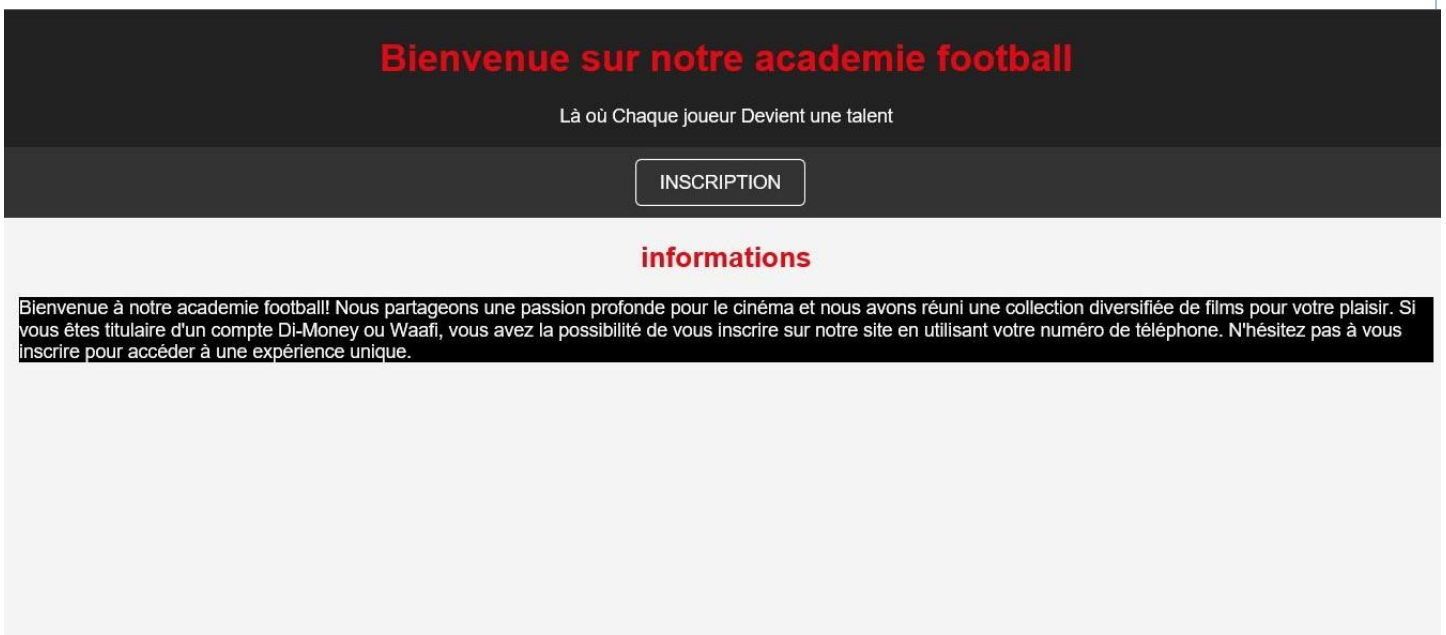 Bienvenue sur notre academie football
Là où Chaque joueur Devient une talent
INSCRIPTION
informations
Bienvenue à notre academie football! Nous partageons une passion profonde pour le cinéma et nous avons réuni une collection diversifiée de films pour votre plaisir. Si
vous êtes titulaire d'un compte Di-Money ou Waafi, vous avez la possibilité de vous inscrire sur notre site en utilisant votre numéro de téléphone. N'hésitez pas à vous
inscrire pour accéder à une expérience unique.